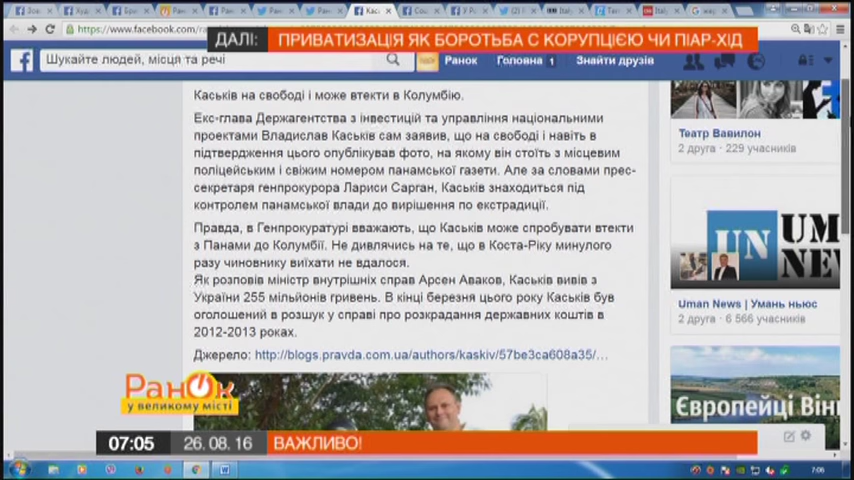 https://www.facebook.com/ra
ДАЛІ: ПРИВАТИЗАЦІЯ ЯК БОРОТЬБА С КОРУПЦІЄЮ ЧИ ПІАР-ХІД
Шукайте людей, місця та речі
Ранок Головна 1 Знайти друзів
Каськів на свободі і може втекти в Колумбію.
Екс-глава Держагентства з інвестицій та управління національними
проектами Владислав Каськів сам заявив, що на свободі і навіть в
підтвердження цього опублікував фото, на якому він стоїть з місцевим
поліцейським і свіжим номером панамської газети. Але за словами прес-
секретаря генпрокурора Лариси Сарган, Каськів знаходиться під
контролем панамської влади до вирішення по екстрадиції.
Правда, в Генпрокуратурі вважають, що Каськів може спробувати втекти
з Панами до Колумбії. Не дивлячись на те, що в Коста-Ріку минулого
разу чиновнику виїхати не вдалося.
Як розповів міністр внутрішніх справ Арсен Аваков, Каськів вивів з
України 255 мільйонів гривень. В кінці березня цього року Каськів був
оголошений в розшук у справі про розкрадання державних коштів в
2012-2013 роках.
Джерело: http://blogs.pravda.com.ua/authors/kaskiv/57be3ca608a35/…
Театр Вавилон
2 друга · 229 учасників
UN UMAN
NEW
Uman News | Умань ньюс
2 друга · 6 566 учасників
Європейці Вінн
Ранок
у великому місті
07:05 26.08.16 ВАЖЛИВО!
7:06